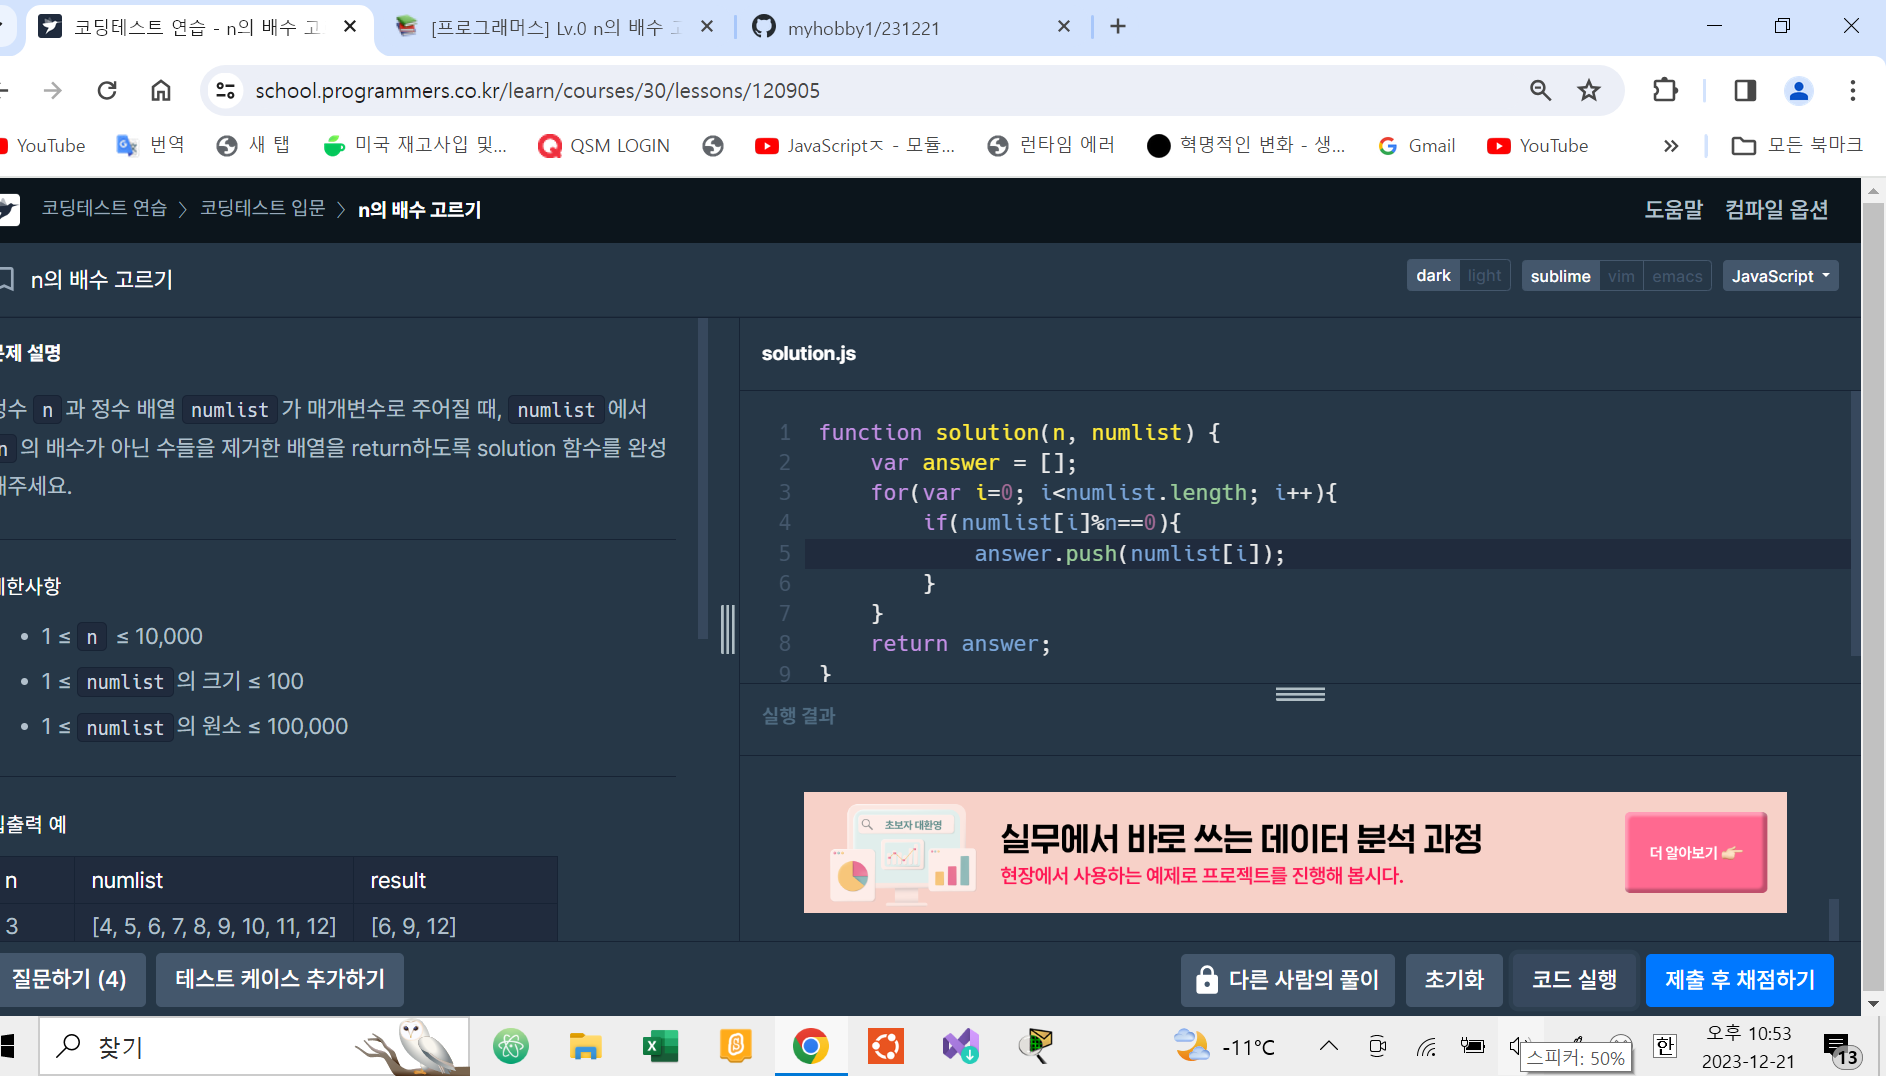 코딩테스트 연습 - n의 배수 고
[프로그래머스] Lv.0 n의 배수
myhobby1/231221
school.programmers.co.kr/learn/courses/30/lessons/120905
YouTube
번역
새 탭
미국 재고사입 및...
QSM LOGIN
JavaScriptㅈ - 모듈...
런타임 에러
혁명적인 변화 - 생...
Gmail
YouTube
모든 북마크
코딩테스트 연습 > 코딩테스트 입문 > n의 배수 고르기
도움말 컴파일 옵션
n의 배수 고르기
dark light sublime vim emacs JavaScript
제 설명
수 n 과 정수 배열 numlist 가 매개변수로 주어질 때, numlist 에서
n 의 배수가 아닌 수들을 제거한 배열을 return하도록 solution 함수를 완성
주세요.
한사항
• 1 ≤ n ≤ 10,000
• 1 ≤ numlist 의 크기 ≤ 100
• 1 ≤ numlist 의 원소 ≤ 100,000
출력 예
n numlist result
3 [4, 5, 6, 7, 8, 9, 10, 11, 12] [6, 9, 12]
solution.js
1 function solution(n, numlist) {
2 var answer = [];
3 for(var i=0; i<numlist.length; i++){
4 if(numlist[i]%n==0){
5 answer.push(numlist[i]);
6 }
7 }
8 return answer;
9 }
실행 결과
초보자 대환영
실무에서 바로 쓰는 데이터 분석 과정
현장에서 사용하는 예제로 프로젝트를 진행해 봅시다.
더 알아보기
질문하기 (4)
테스트 케이스 추가하기
다른 사람의 풀이
초기화
코드 실행
제출 후 채점하기
찾기
-11°C
한
오후 10:53
2023-12-21
13
스피커: 50%